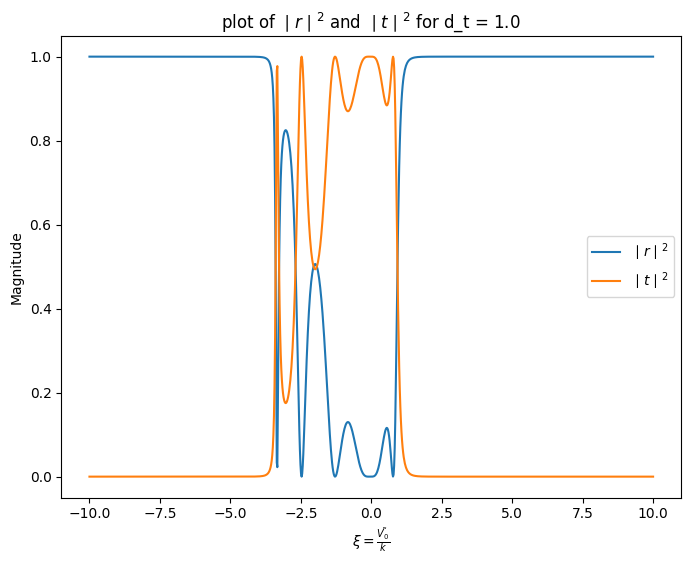 plot of | r | ² and | t | ² for d_t = 1.0
1.0
0.8
0.6
0.4
0.2
0.0
Magnitude
| r | ²
| t | ²
−10.0 −7.5 −5.0 −2.5 0.0 2.5 5.0 7.5 10.0
ξ = V₀̃/k